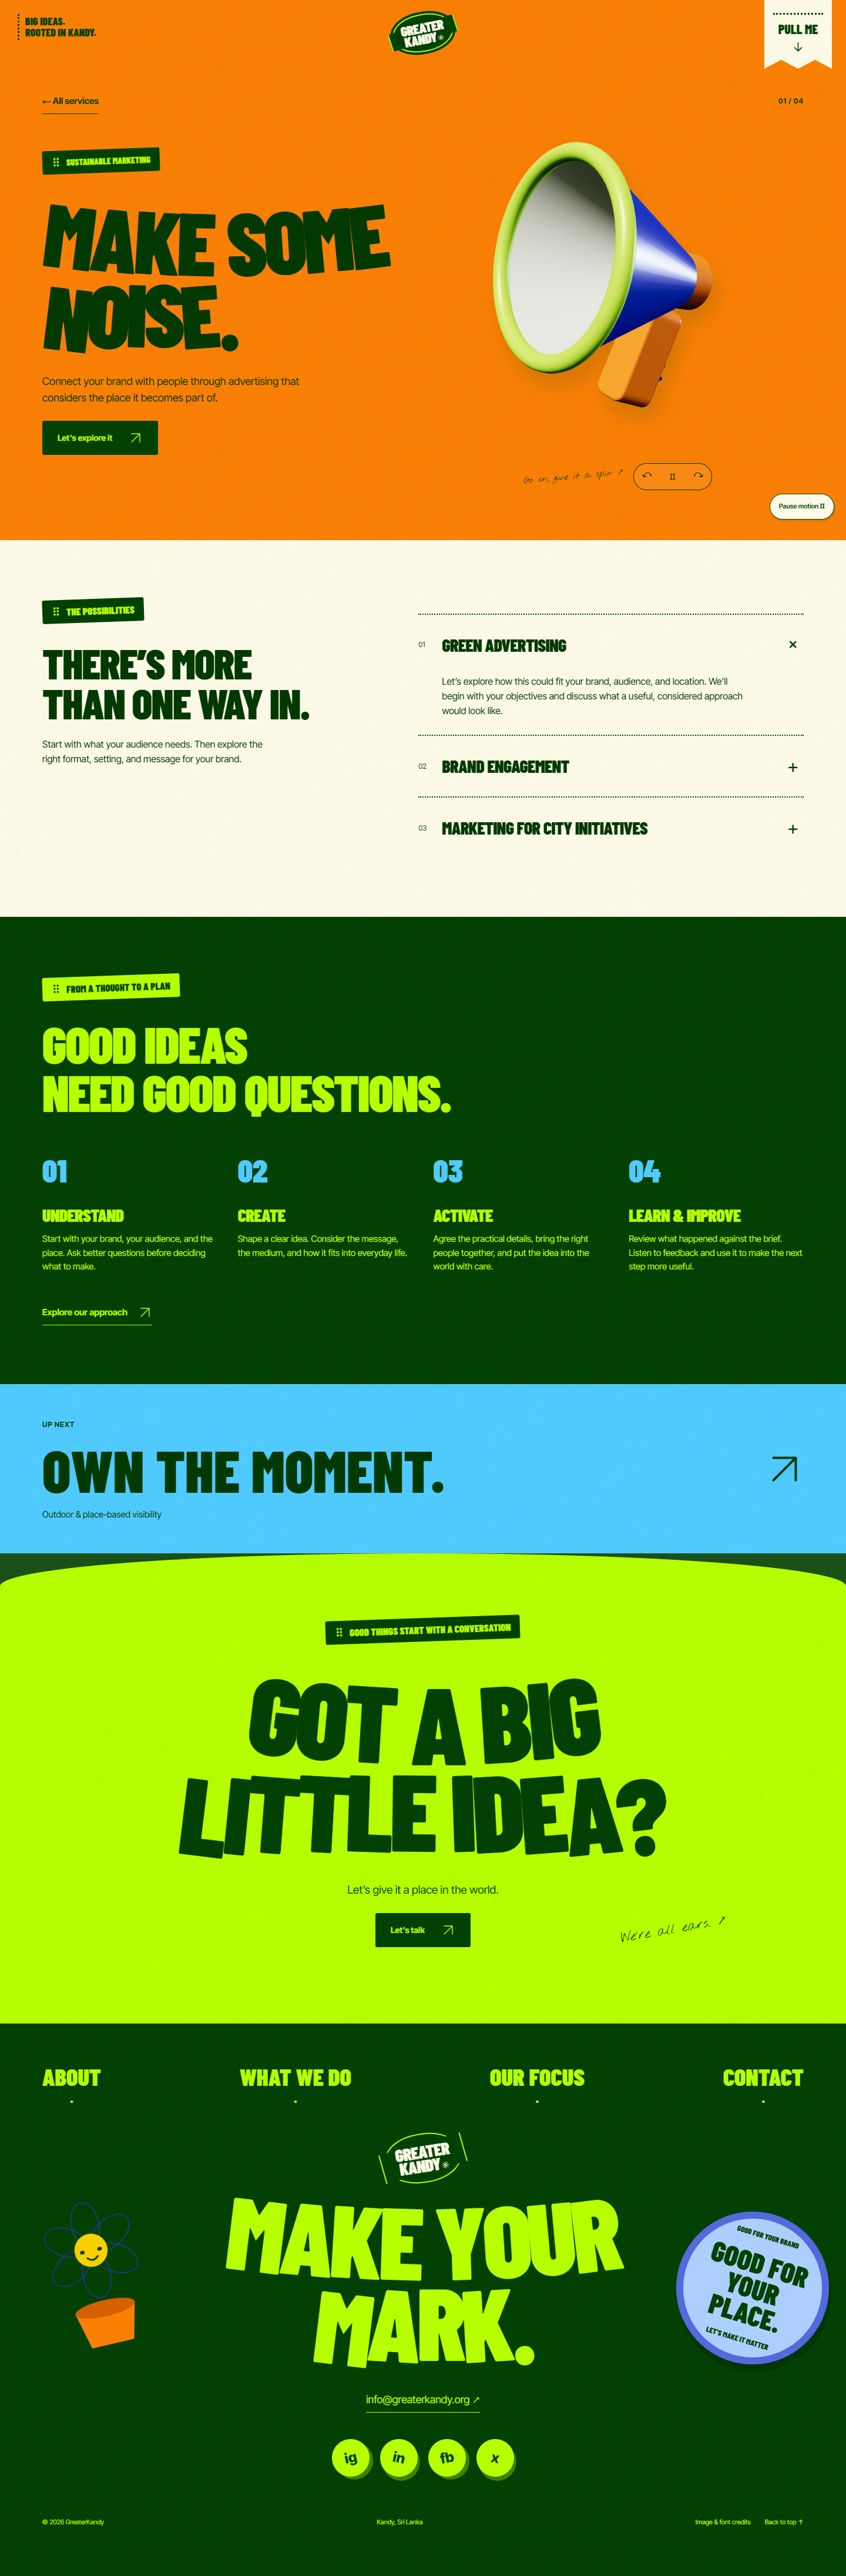 BIG IDEAS.
ROOTED IN KANDY.
GREATER
KANDY
PULL ME
↓
← All services
01 / 04
SUSTAINABLE MARKETING
MAKE SOME
NOISE.
Connect your brand with people through advertising that
considers the place it becomes part of.
Let's explore it
Go on, give it a spin ↗
Pause motion
THE POSSIBILITIES
THERE'S MORE
THAN ONE WAY IN.
Start with what your audience needs. Then explore the
right format, setting, and message for your brand.
01 GREEN ADVERTISING
Let's explore how this could fit your brand, audience, and location. We'll
begin with your objectives and discuss what a useful, considered approach
would look like.
02 BRAND ENGAGEMENT +
03 MARKETING FOR CITY INITIATIVES +
FROM A THOUGHT TO A PLAN
GOOD IDEAS
NEED GOOD QUESTIONS.
01
UNDERSTAND
Start with your brand, your audience, and the
place. Ask better questions before deciding
what to make.
02
CREATE
Shape a clear idea. Consider the message,
the medium, and how it fits into everyday life.
03
ACTIVATE
Agree the practical details, bring the right
people together, and put the idea into the
world with care.
04
LEARN & IMPROVE
Review what happened against the brief.
Listen to feedback and use it to make the next
step more useful.
Explore our approach
UP NEXT
OWN THE MOMENT.
Outdoor & place-based visibility
GOOD THINGS START WITH A CONVERSATION
GOT A BIG
LITTLE IDEA?
Let's give it a place in the world.
Let's talk
We're all ears. ↗
ABOUT
WHAT WE DO
OUR FOCUS
CONTACT
GREATER
KANDY
MAKE YOUR
MARK.
GOOD FOR YOUR BRAND
GOOD FOR
YOUR
PLACE.
LET'S MAKE IT MATTER
info@greaterkandy.org ↗
ig
in
fb
x
© 2026 GreaterKandy
Kandy, Sri Lanka
Image & font credits
Back to top ↑